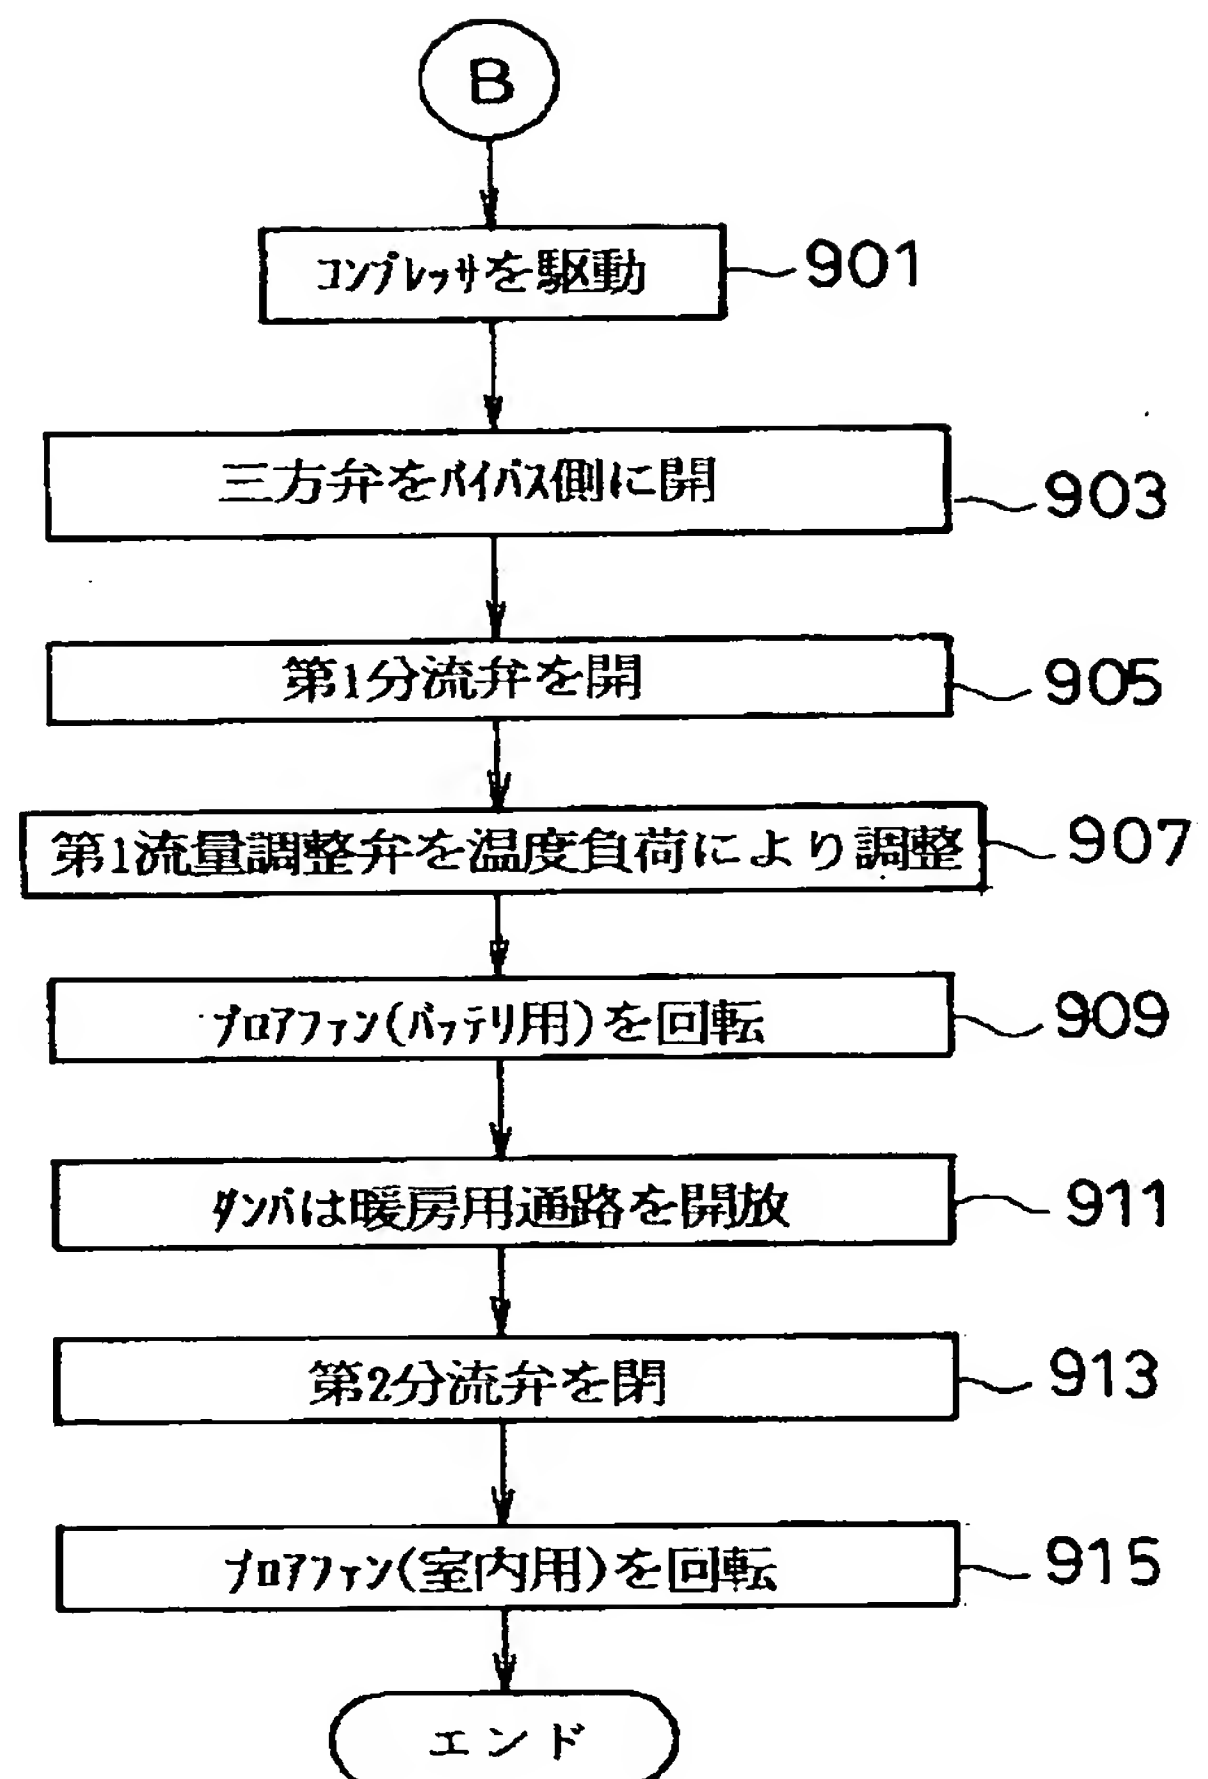 B
コンプレッサを駆動
901
三方弁をバイパス側に開
903
第1分流弁を開
905
第1流量調整弁を温度負荷により調整
907
ブロアファン(バッテリ用)を回転
909
ダンパは暖房用通路を開放
911
第2分流弁を閉
913
ブロアファン(室内用)を回転
915
エンド